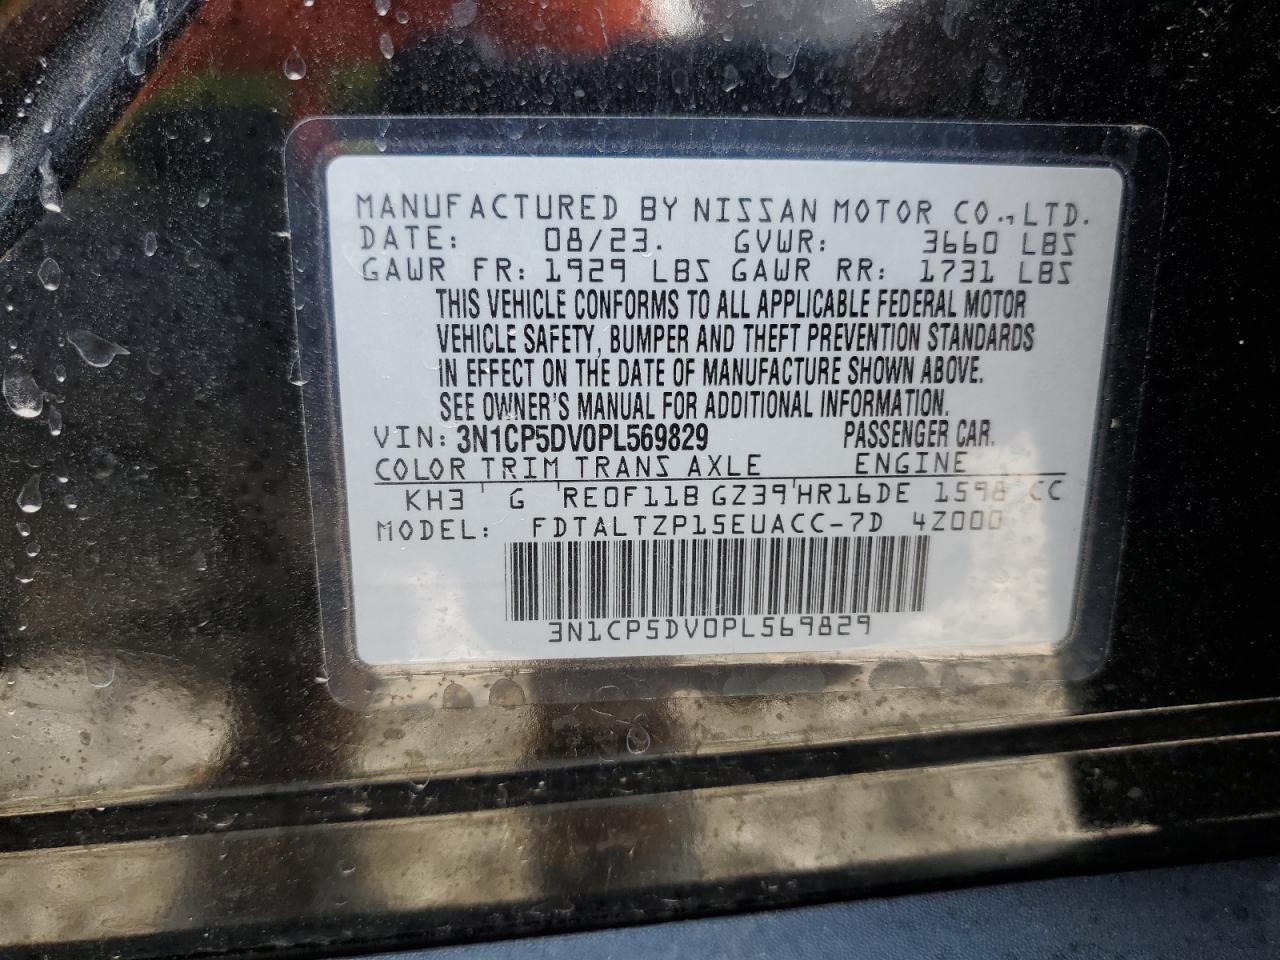 MANUFACTURED BY NISSAN MOTOR CO., LTD.
DATE: 08/23. GVWR: 3660 LBS
GAWR FR: 1929 LBS GAWR RR: 1731 LBS
THIS VEHICLE CONFORMS TO ALL APPLICABLE FEDERAL MOTOR
VEHICLE SAFETY, BUMPER AND THEFT PREVENTION STANDARDS
IN EFFECT ON THE DATE OF MANUFACTURE SHOWN ABOVE.
SEE OWNER'S MANUAL FOR ADDITIONAL INFORMATION.
VIN: 3N1CP5DV0PL569829 PASSENGER CAR.
COLOR TRIM TRANS AXLE ENGINE
KH3 G RE0F11B GZ39 HR16DE 1598 CC
MODEL: FDTALTZP15EUACC-7D 4Z000
3N1CP5DV0PL569829